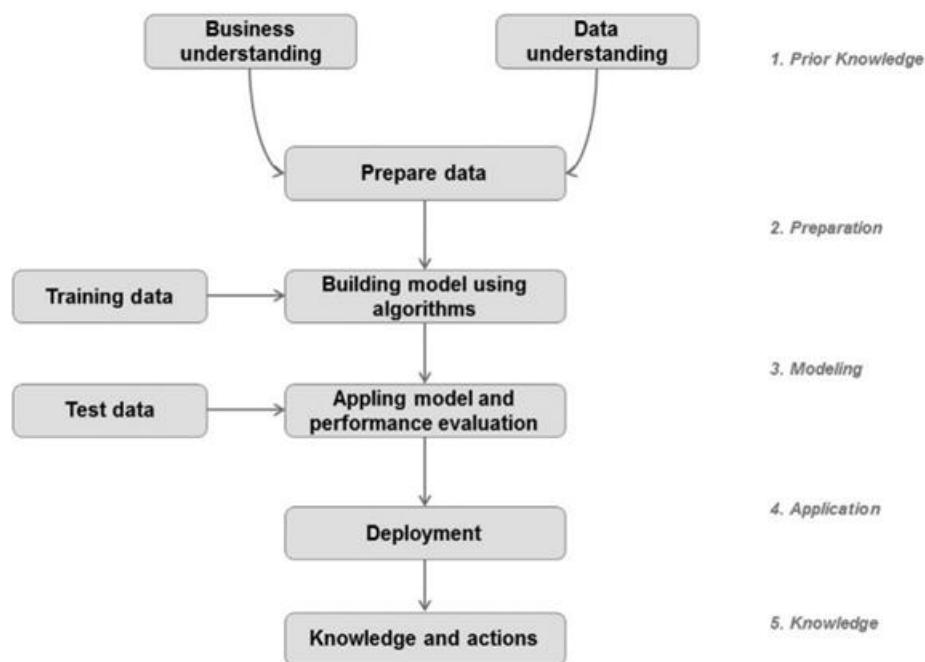 Business
understanding
Data
understanding
1. Prior Knowledge
Prepare data
2. Preparation
Training data
Building model using
algorithms
3. Modeling
Test data
Appling model and
performance evaluation
4. Application
Deployment
Knowledge and actions
5. Knowledge